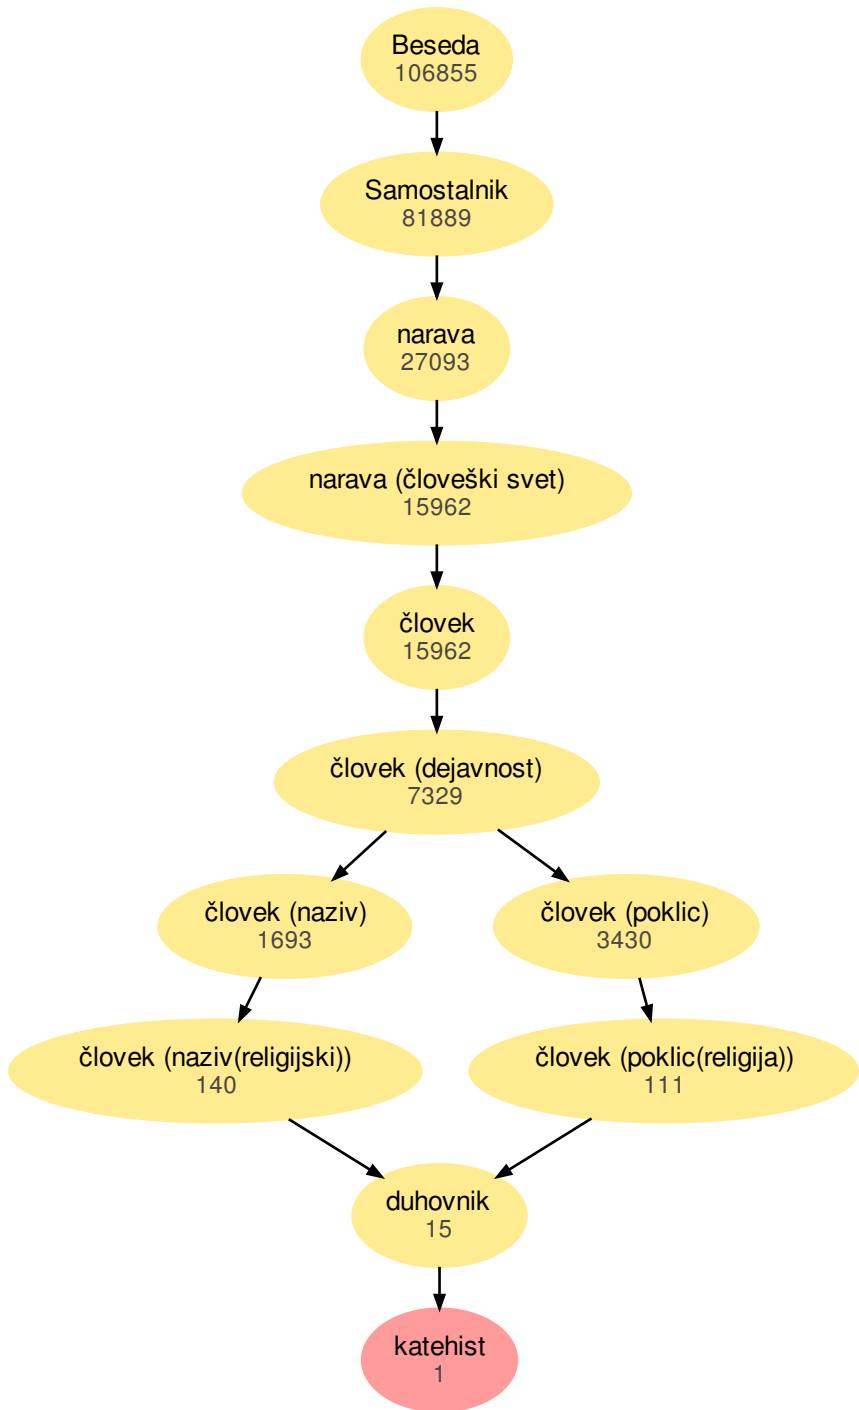 Beseda
106855
Samostalnik
81889
narava
27093
narava (človeški svet)
15962
človek
15962
človek (dejavnost)
7329
človek (naziv)
1693
človek (poklic)
3430
človek (naziv(religijski))
140
človek (poklic(religija))
111
duhovnik
15
katehist
1